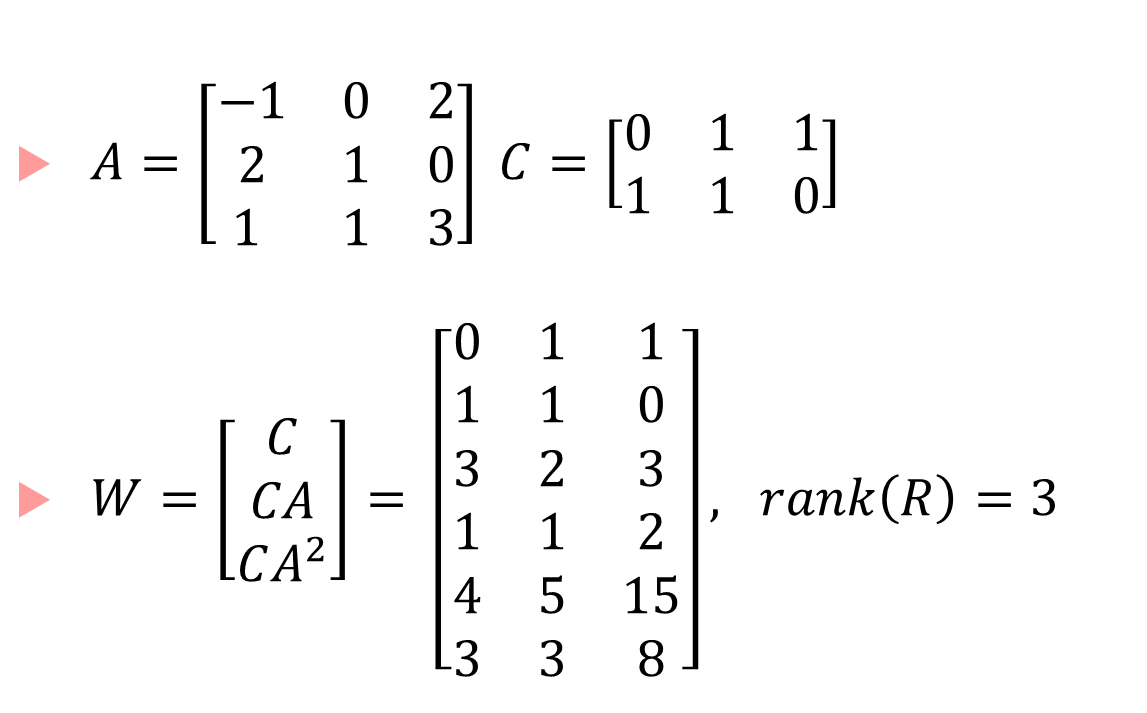 A = [−1 0 2; 2 1 0; 1 1 3] C = [0 1 1; 1 1 0]
W = [C; CA; CA²] = [0 1 1; 1 1 0; 3 2 3; 1 1 2; 4 5 15; 3 3 8], rank(R) = 3